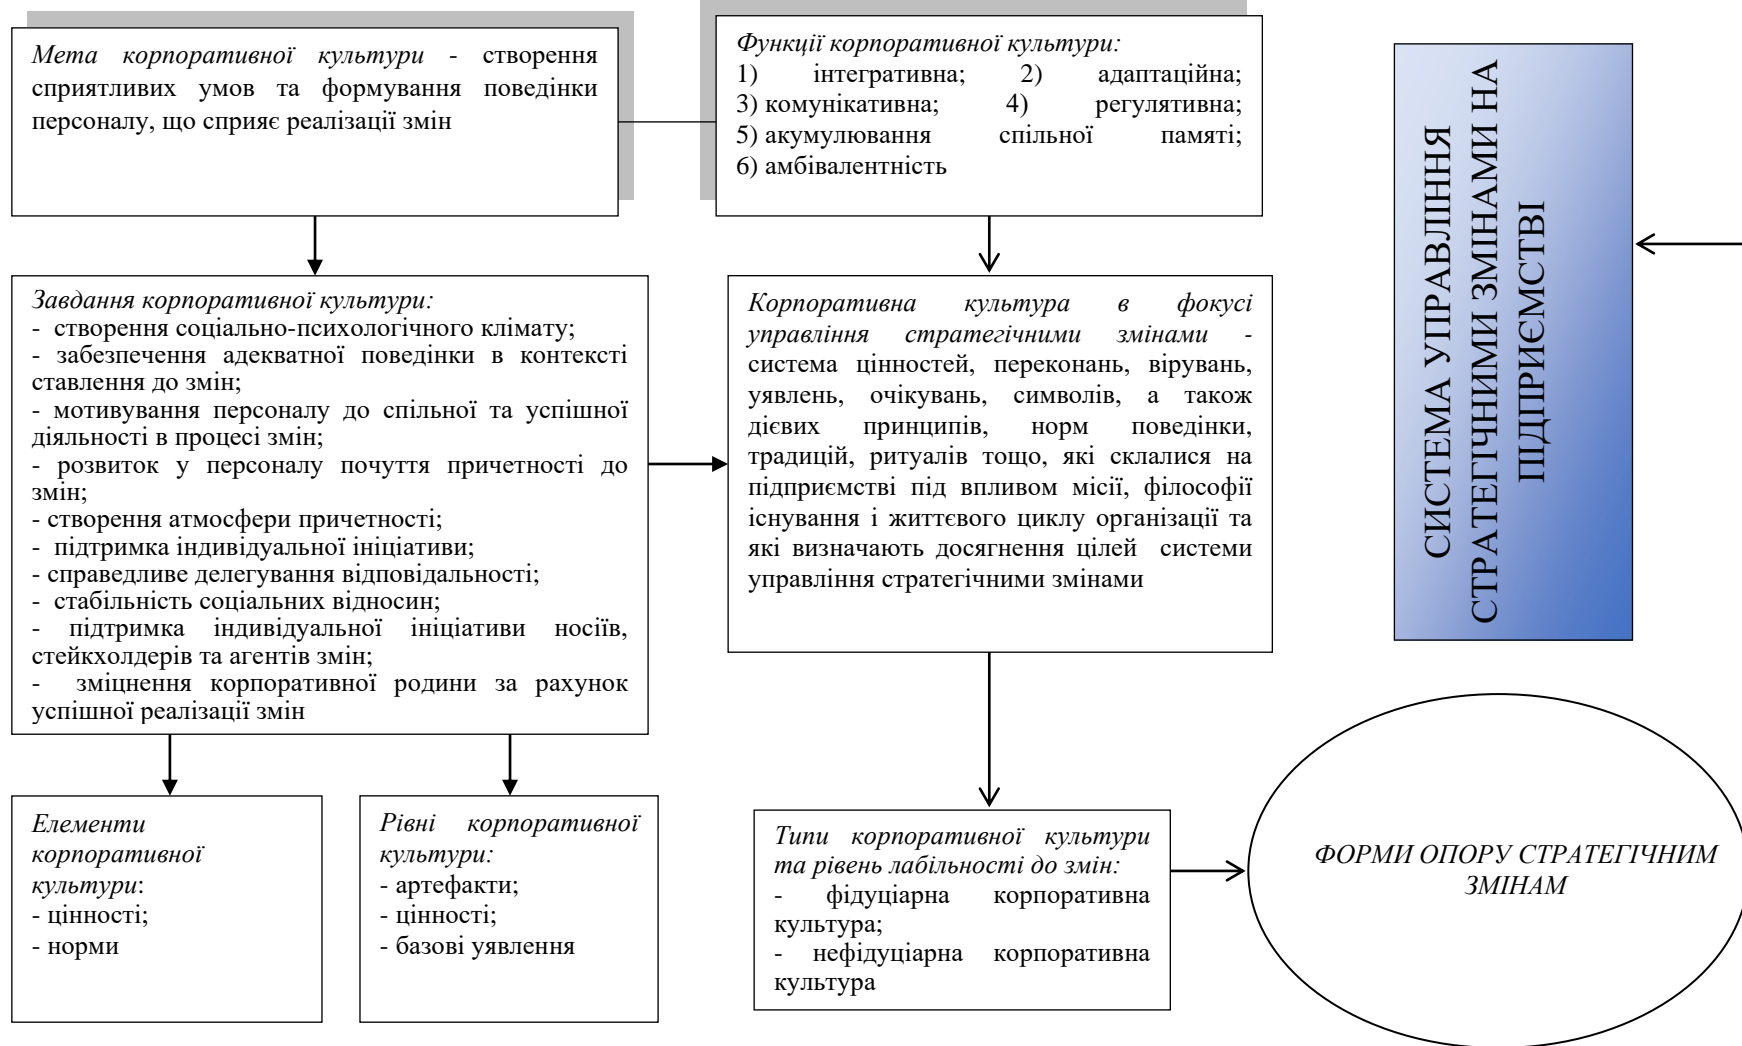 Мета корпоративної культури - створення
сприятливих умов та формування поведінки
персоналу, що сприяє реалізації змін
Функції корпоративної культури:
1) інтегративна; 2) адаптаційна;
3) комунікативна; 4) регулятивна;
5) акумулювання спільної памяті;
6) амбівалентність
СИСТЕМА УПРАВЛІННЯ
СТРАТЕГІЧНИМИ ЗМІНАМИ НА
ПІДПРИЄМСТВІ
Завдання корпоративної культури:
- створення соціально-психологічного клімату;
- забезпечення адекватної поведінки в контексті
ставлення до змін;
- мотивування персоналу до спільної та успішної
діяльності в процесі змін;
- розвиток у персоналу почуття причетності до
змін;
- створення атмосфери причетності;
- підтримка індивідуальної ініціативи;
- справедливе делегування відповідальності;
- стабільність соціальних відносин;
- підтримка індивідуальної ініціативи носіїв,
стейкхолдерів та агентів змін;
- зміцнення корпоративної родини за рахунок
успішної реалізації змін
Корпоративна культура в фокусі
управління стратегічними змінами -
система цінностей, переконань, вірувань,
уявлень, очікувань, символів, а також
дієвих принципів, норм поведінки,
традицій, ритуалів тощо, які склалися на
підприємстві під впливом місії, філософії
існування і життєвого циклу організації та
які визначають досягнення цілей системи
управління стратегічними змінами
Елементи
корпоративної
культури:
- цінності;
- норми
Рівні корпоративної
культури:
- артефакти;
- цінності;
- базові уявлення
Типи корпоративної культури
та рівень лабільності до змін:
- фідуціарна корпоративна
культура;
- нефідуціарна корпоративна
культура
ФОРМИ ОПОРУ СТРАТЕГІЧНИМ
ЗМІНАМ